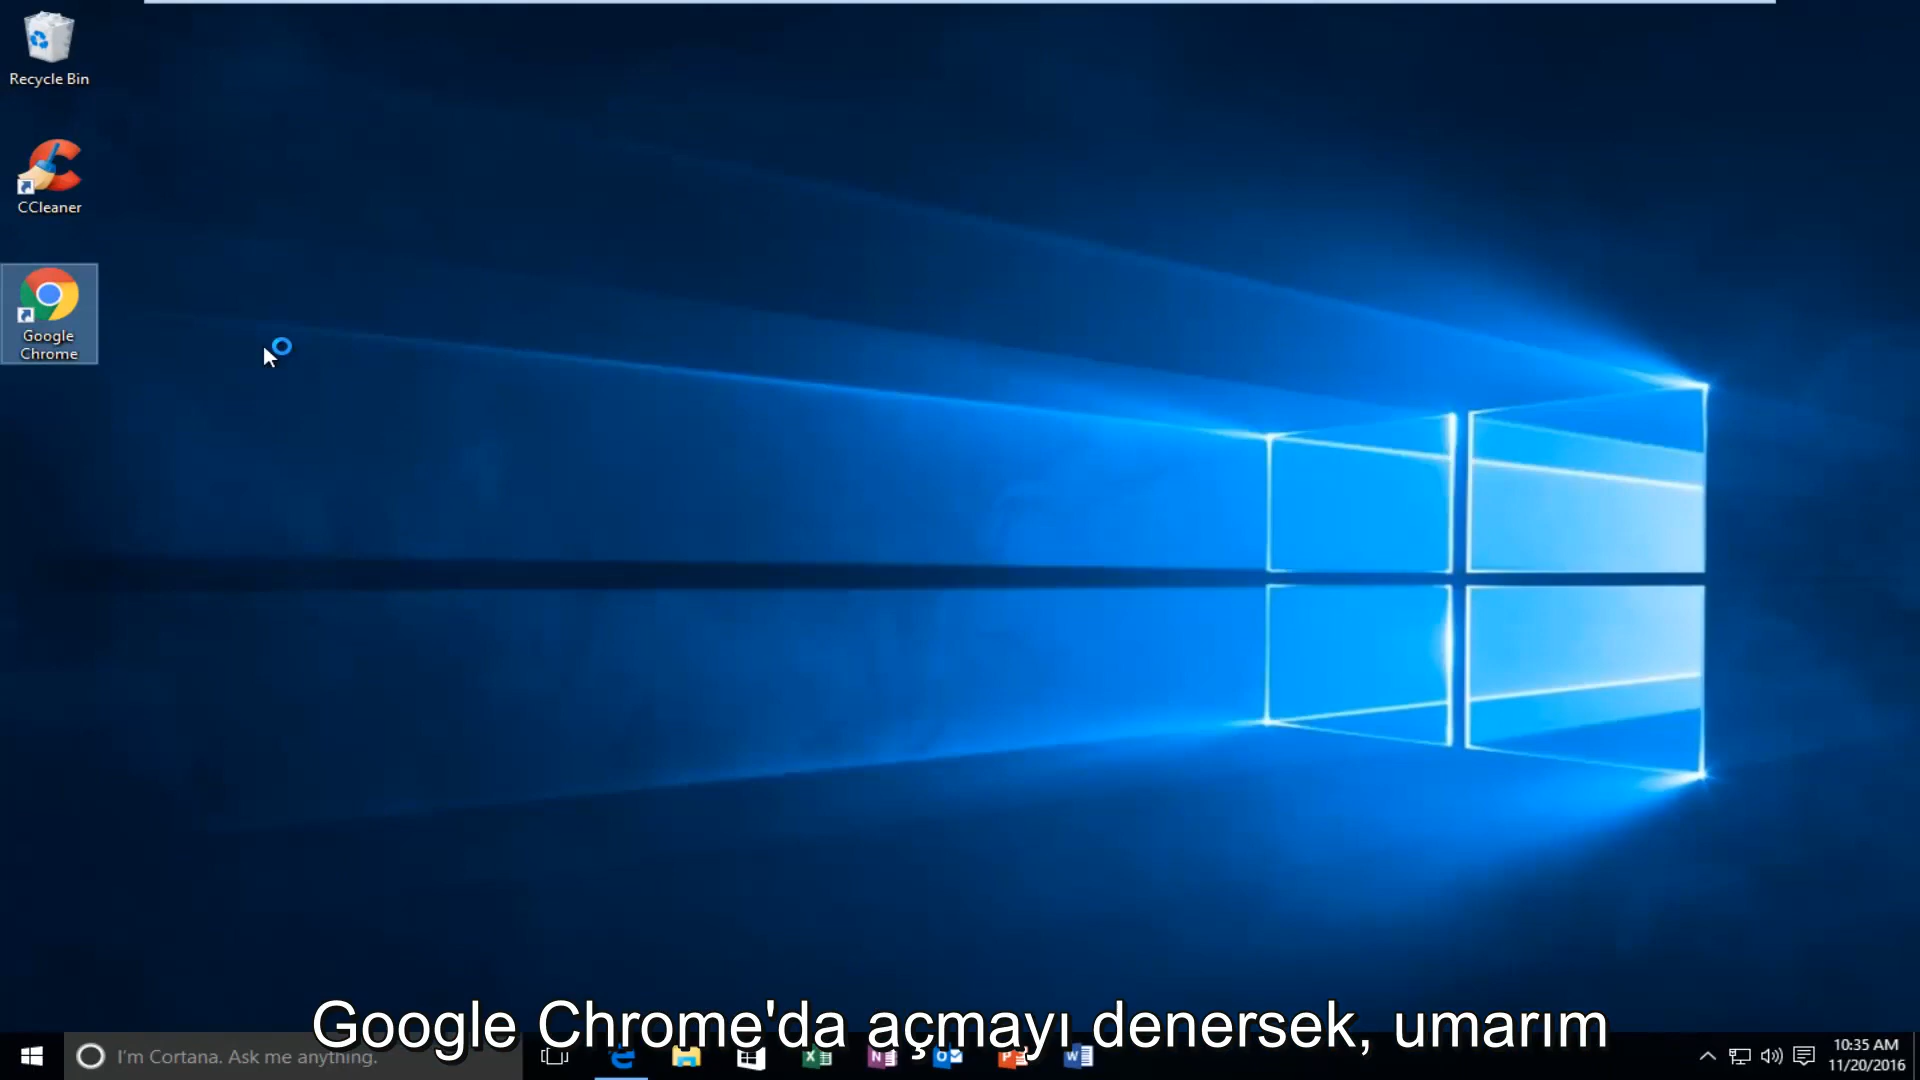 Recycle Bin
CCleaner
Google
Chrome
Google Chrome'da açmayı denersek, umarım
I'm Cortana. Ask me anything.
10:35 AM
11/20/2016